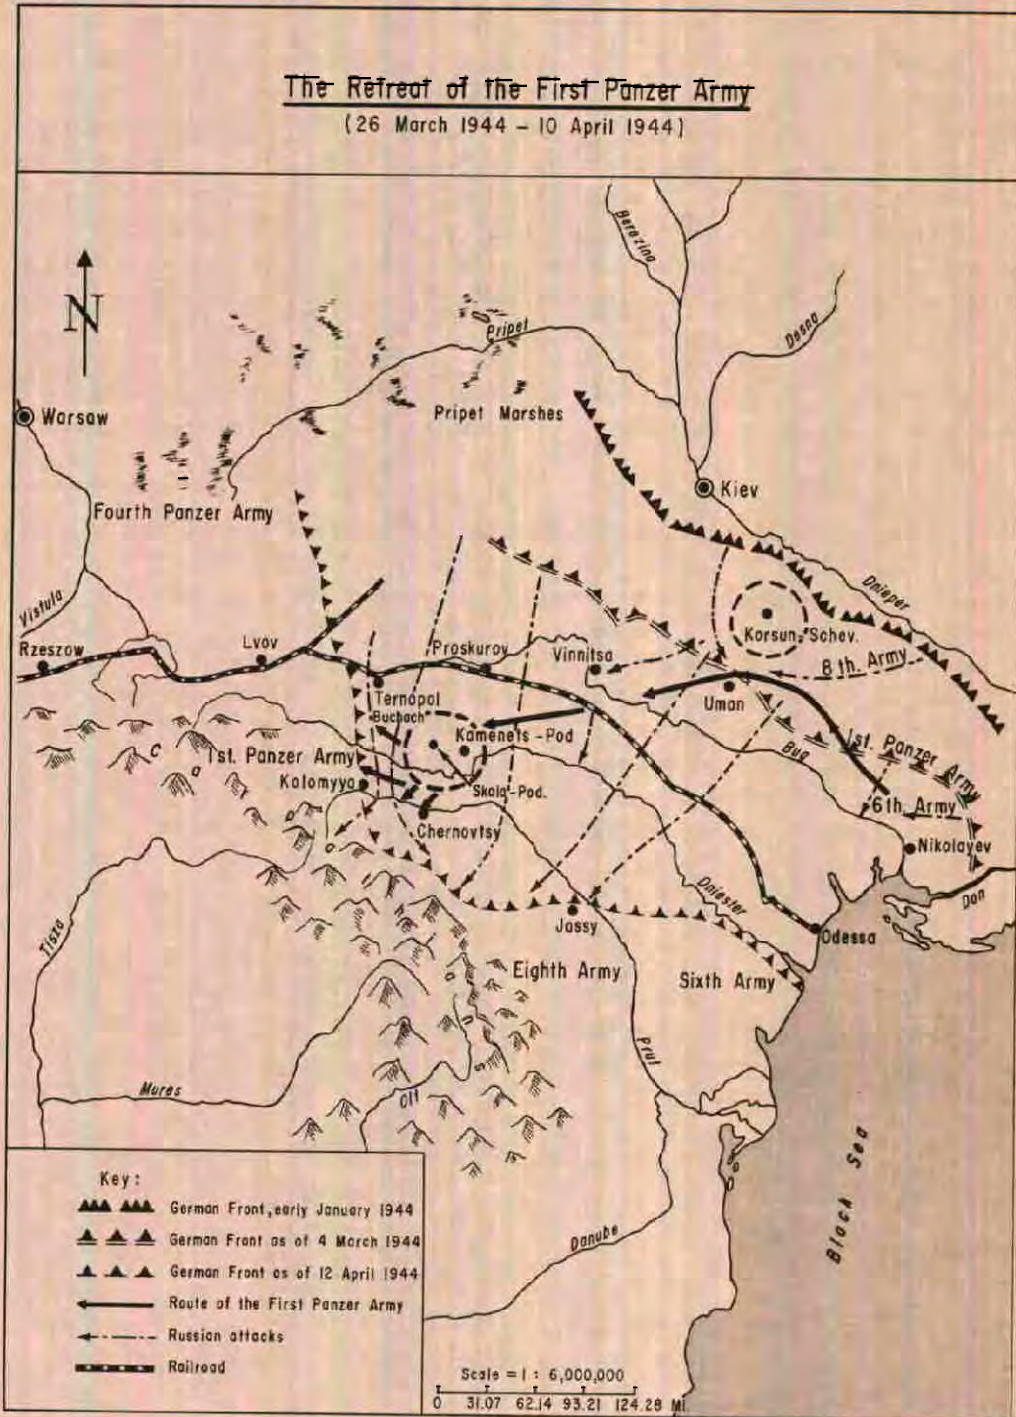 The Retreat of the First Panzer Army
(26 March 1944 - 10 April 1944)
N
Berezina
Desna
Pripet
Pripet Marshes
Warsaw
Kiev
Fourth Panzer Army
Dnieper
Vistula
Korsun, Schev.
Rzeszow
Lvov
Proskurov
Vinnitsa
8 th. Army
Ternopol
Uman
Buchach
Kamenets - Pod
1st. Panzer Army
Bug
1st. Panzer Army
Kolomyya
Skala-Pod.
6th. Army
Chernovtsy
Nikolayev
Dniester
Don
Tisza
Jassy
Odessa
Eighth Army
Sixth Army
Prut
Mures
Olt
Black Sea
Danube
Key:
German Front, early January 1944
German Front as of 4 March 1944
German Front as of 12 April 1944
Route of the First Panzer Army
Russian attacks
Railroad
Scale = 1 : 6,000,000
0 31.07 62.14 93.21 124.28 Mi.